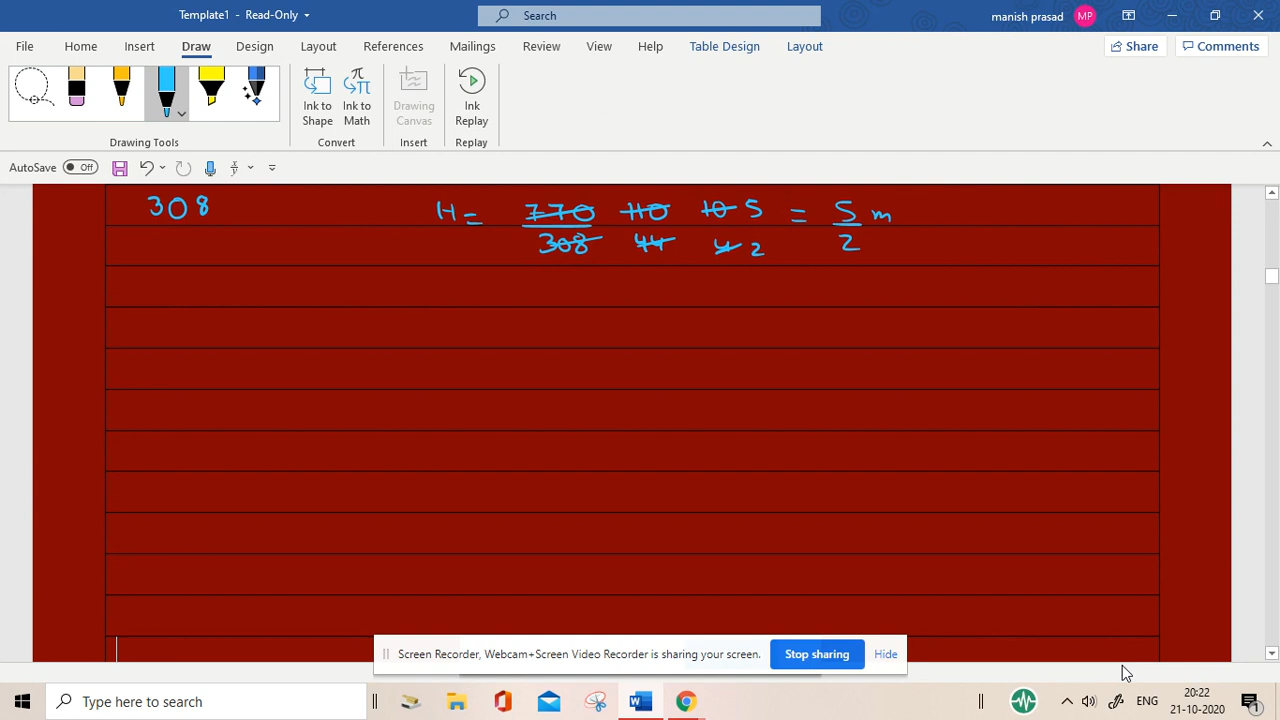 Template1 - Read-Only
Search
manish prasad MP
File Home Insert Draw Design Layout References Mailings Review View Help Table Design Layout Share Comments
Ink to Shape
Ink to Math
Drawing Canvas
Ink Replay
Drawing Tools Convert Insert Replay
AutoSave Off
308 H = 770 110 10 5 = 5 m
308 44 4 2 2
Screen Recorder, Webcam+Screen Video Recorder is sharing your screen. Stop sharing Hide
Type here to search
ENG
20:22
21-10-2020
1